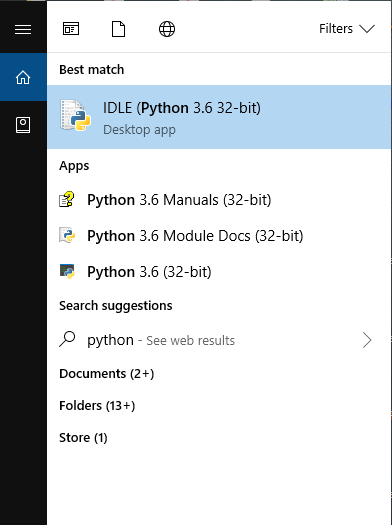 Filters
Best match
IDLE (Python 3.6 32-bit)
Desktop app
Apps
Python 3.6 Manuals (32-bit)
Python 3.6 Module Docs (32-bit)
Python 3.6 (32-bit)
Search suggestions
python - See web results
Documents (2+)
Folders (13+)
Store (1)